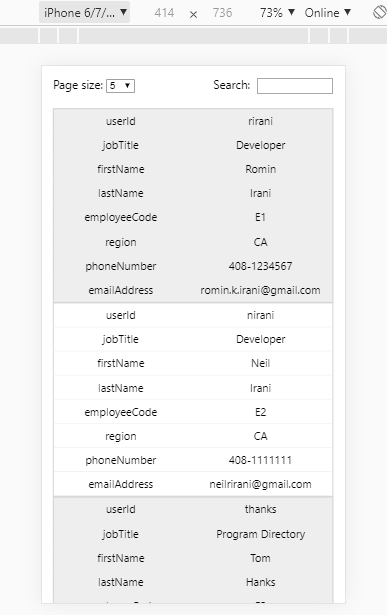 iPhone 6/7/... ▼ 414 × 736 73% ▼ Online ▼
Page size: 5 Search:
userId rirani
jobTitle Developer
firstName Romin
lastName Irani
employeeCode E1
region CA
phoneNumber 408-1234567
emailAddress romin.k.irani@gmail.com
userId nirani
jobTitle Developer
firstName Neil
lastName Irani
employeeCode E2
region CA
phoneNumber 408-1111111
emailAddress neilrirani@gmail.com
userId thanks
jobTitle Program Directory
firstName Tom
lastName Hanks